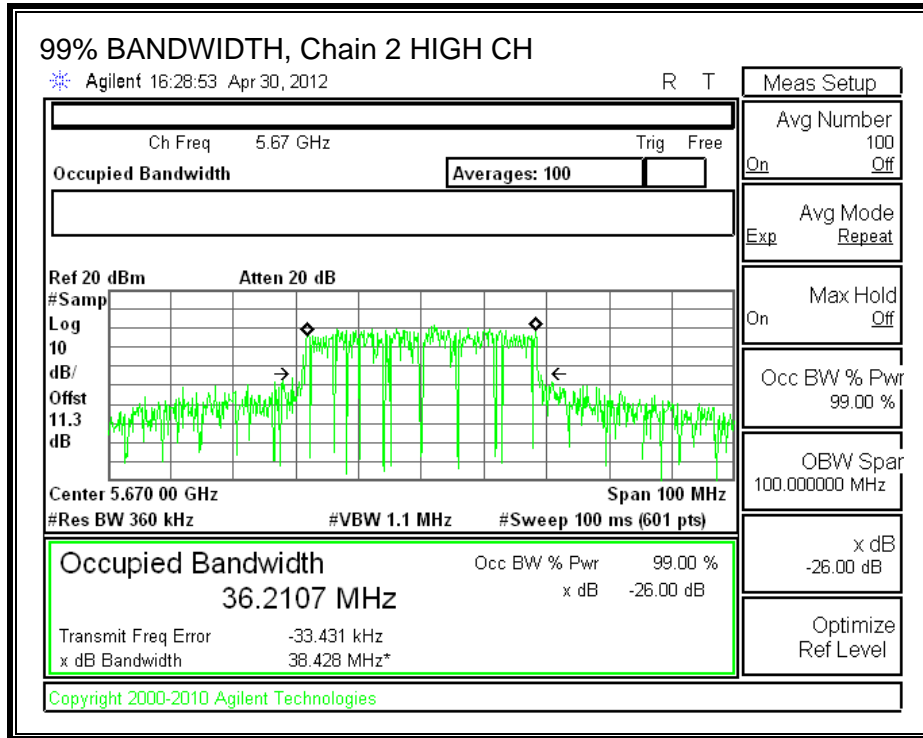 99% BANDWIDTH, Chain 2 HIGH CH
Agilent 16:28:53 Apr 30, 2012 R T
Ch Freq 5.67 GHz Trig Free
Occupied Bandwidth Averages: 100
Ref 20 dBm Atten 20 dB
#Samp
Log
10
dB/
Offst
11.3
dB
Center 5.670 00 GHz Span 100 MHz
#Res BW 360 kHz #VBW 1.1 MHz #Sweep 100 ms (601 pts)
Occupied Bandwidth Occ BW % Pwr 99.00 %
36.2107 MHz x dB -26.00 dB
Transmit Freq Error -33.431 kHz
x dB Bandwidth 38.428 MHz*
Copyright 2000-2010 Agilent Technologies
Meas Setup
Avg Number
100
On Off
Avg Mode
Exp Repeat
Max Hold
On Off
Occ BW % Pwr
99.00 %
OBW Span
100.000000 MHz
x dB
-26.00 dB
Optimize
Ref Level